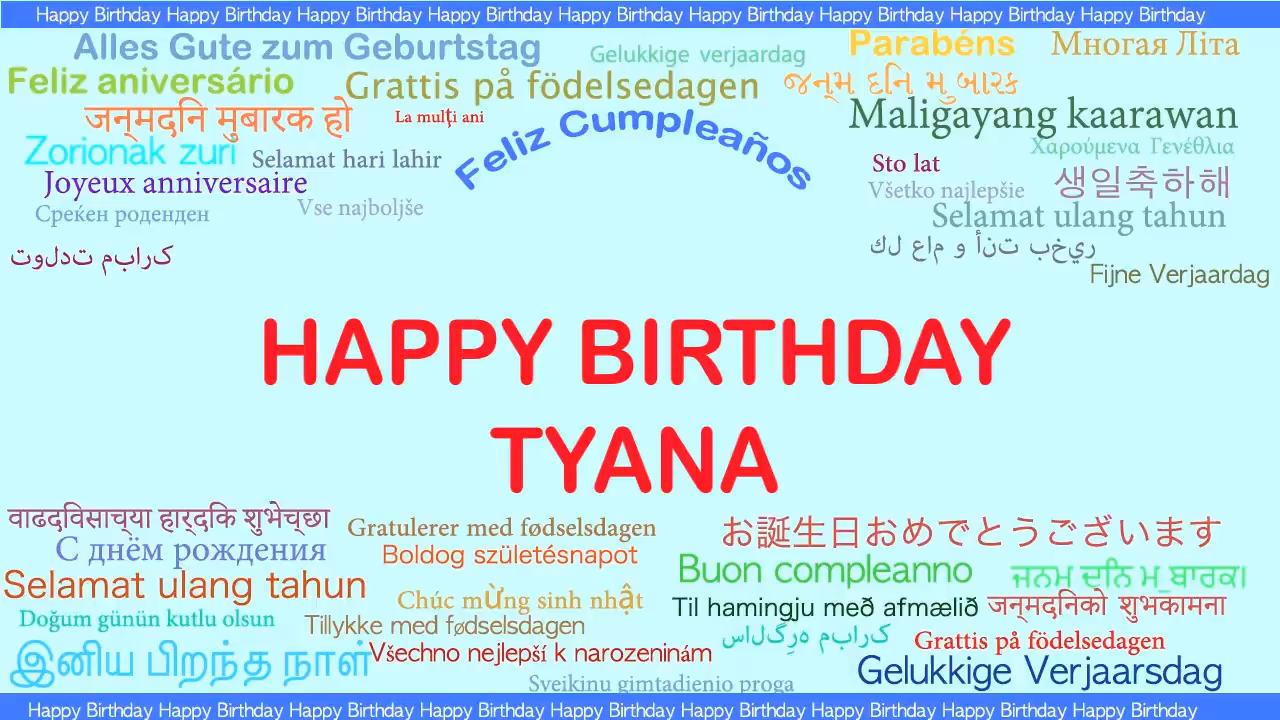 Happy Birthday Happy Birthday Happy Birthday Happy Birthday Happy Birthday Happy Birthday Happy Birthday Happy Birthday Happy Birthday
Alles Gute zum Geburtstag
Gelukkige verjaardag
Parabéns
Многая Літа
Feliz aniversário
Grattis på födelsedagen
જન્મ દનિ મુબારક
जन्मदनि मुबारक हो
La mulţi ani
Feliz Cumpleaños
Maligayang kaarawan
Χαρούμενα Γενέθλια
Zorionak zuri
Selamat hari lahir
Sto lat
Joyeux anniversaire
Všetko najlepšie
생일축하해
Среќен роденден
Vse najboljše
Selamat ulang tahun
تولدت مبارک
كل عام و أنت بخير
Fijne Verjaardag
HAPPY BIRTHDAY
TYANA
वाढदविसाच्या हार्दकि शुभेच्छा
Gratulerer med fødselsdagen
お誕生日おめでとうございます
С днём рождения
Boldog születésnapot
Buon compleanno
ਜਨਮ ਦਨਿ ਮੁਬਾਰਕ।
Selamat ulang tahun
Chúc mừng sinh nhật
Til hamingju með afmælið
जन्मदनिको शुभकामना
Doğum günün kutlu olsun
Tillykke med fødselsdagen
سالگرہ مبارک
Grattis på födelsedagen
இனிய பிறந்த நாள்
Všechno nejlepší k narozeninám
Gelukkige Verjaarsdag
Sveikinu gimtadienio proga
Happy Birthday Happy Birthday Happy Birthday Happy Birthday Happy Birthday Happy Birthday Happy Birthday Happy Birthday Happy Birthday